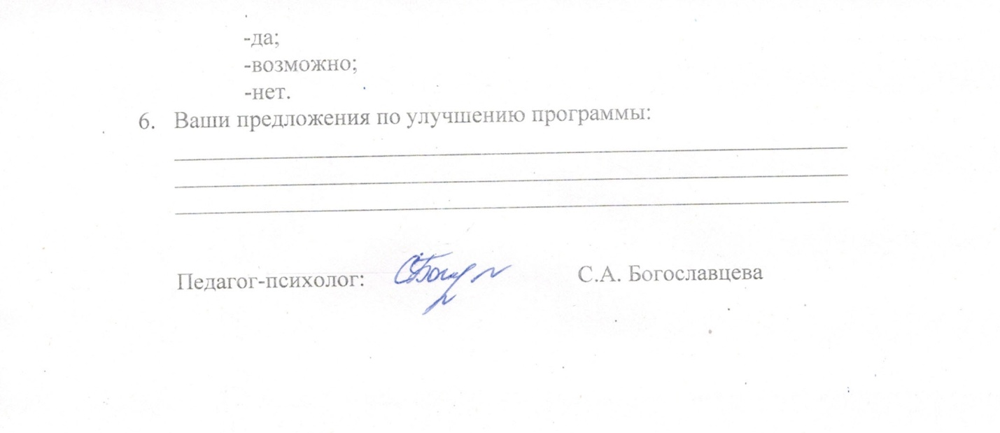 -да;
-возможно;
-нет.
6. Ваши предложения по улучшению программы:
Педагог-психолог: С.А. Богославцева